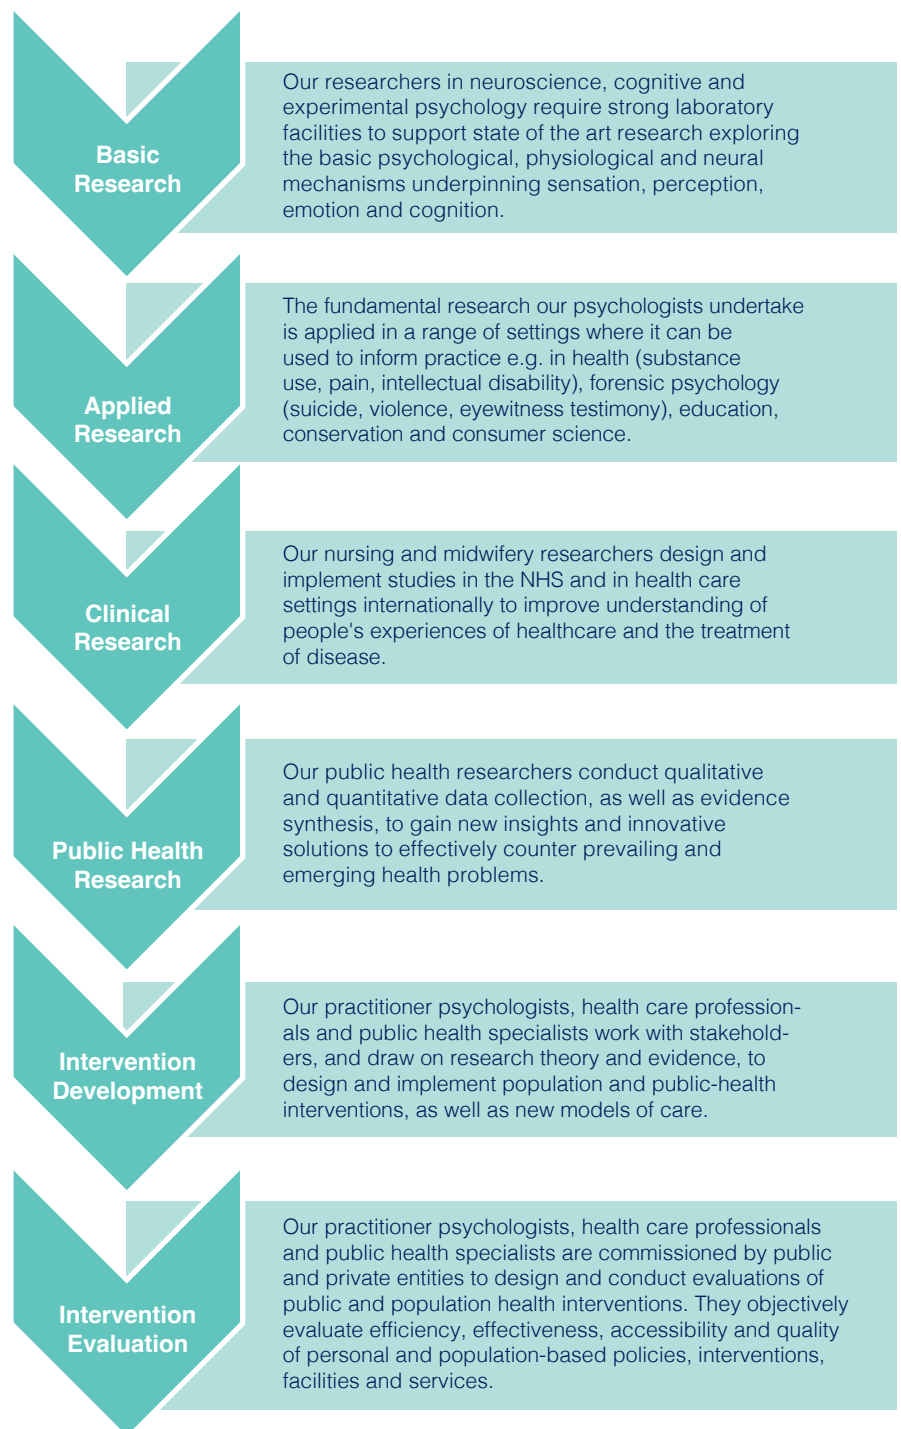 Basic
Research
Our researchers in neuroscience, cognitive and
experimental psychology require strong laboratory
facilities to support state of the art research exploring
the basic psychological, physiological and neural
mechanisms underpinning sensation, perception,
emotion and cognition.
Applied
Research
The fundamental research our psychologists undertake
is applied in a range of settings where it can be
used to inform practice e.g. in health (substance
use, pain, intellectual disability), forensic psychology
(suicide, violence, eyewitness testimony), education,
conservation and consumer science.
Clinical
Research
Our nursing and midwifery researchers design and
implement studies in the NHS and in health care
settings internationally to improve understanding of
people's experiences of healthcare and the treatment
of disease.
Public Health
Research
Our public health researchers conduct qualitative
and quantitative data collection, as well as evidence
synthesis, to gain new insights and innovative
solutions to effectively counter prevailing and
emerging health problems.
Intervention
Development
Our practitioner psychologists, health care profession-
als and public health specialists work with stakehold-
ers, and draw on research theory and evidence, to
design and implement population and public-health
interventions, as well as new models of care.
Intervention
Evaluation
Our practitioner psychologists, health care professionals
and public health specialists are commissioned by public
and private entities to design and conduct evaluations of
public and population health interventions. They objectively
evaluate efficiency, effectiveness, accessibility and quality
of personal and population-based policies, interventions,
facilities and services.